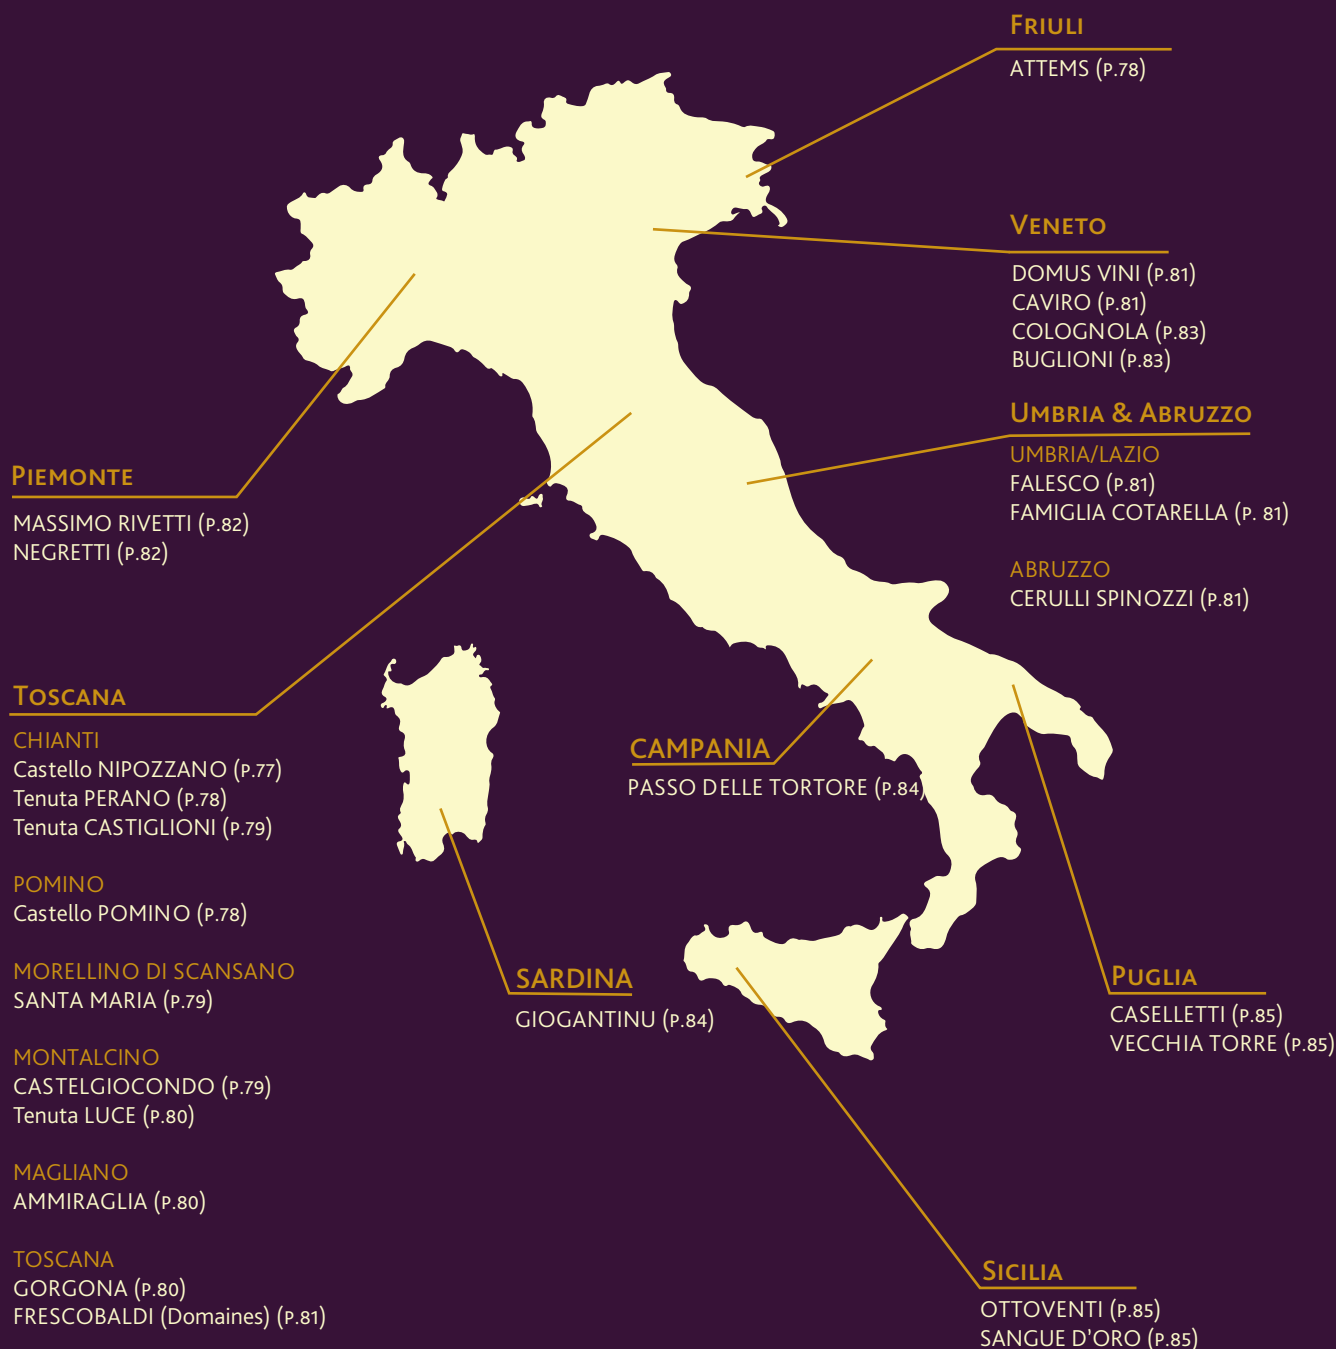 FRIULI
ATTEMS (P.78)
VENETO
DOMUS VINI (P.81)
CAVIRO (P.81)
COLOGNOLA (P.83)
BUGLIONI (P.83)
UMBRIA & ABRUZZO
UMBRIA/LAZIO
FALESCO (P.81)
FAMIGLIA COTARELLA (P. 81)
ABRUZZO
CERULLI SPINOZZI (P.81)
PIEMONTE
MASSIMO RIVETTI (P.82)
NEGRETTI (P.82)
TOSCANA
CHIANTI
Castello NIPOZZANO (P.77)
Tenuta PERANO (P.78)
Tenuta CASTIGLIONI (P.79)
POMINO
Castello POMINO (P.78)
MORELLINO DI SCANSANO
SANTA MARIA (P.79)
MONTALCINO
CASTELGIOCONDO (P.79)
Tenuta LUCE (P.80)
MAGLIANO
AMMIRAGLIA (P.80)
TOSCANA
GORGONA (P.80)
FRESCOBALDI (Domaines) (P.81)
CAMPANIA
PASSO DELLE TORTORE (P.84)
SARDINA
GIOGANTINU (P.84)
PUGLIA
CASELLETTI (P.85)
VECCHIA TORRE (P.85)
SICILIA
OTTOVENTI (P.85)
SANGUE D'ORO (P.85)